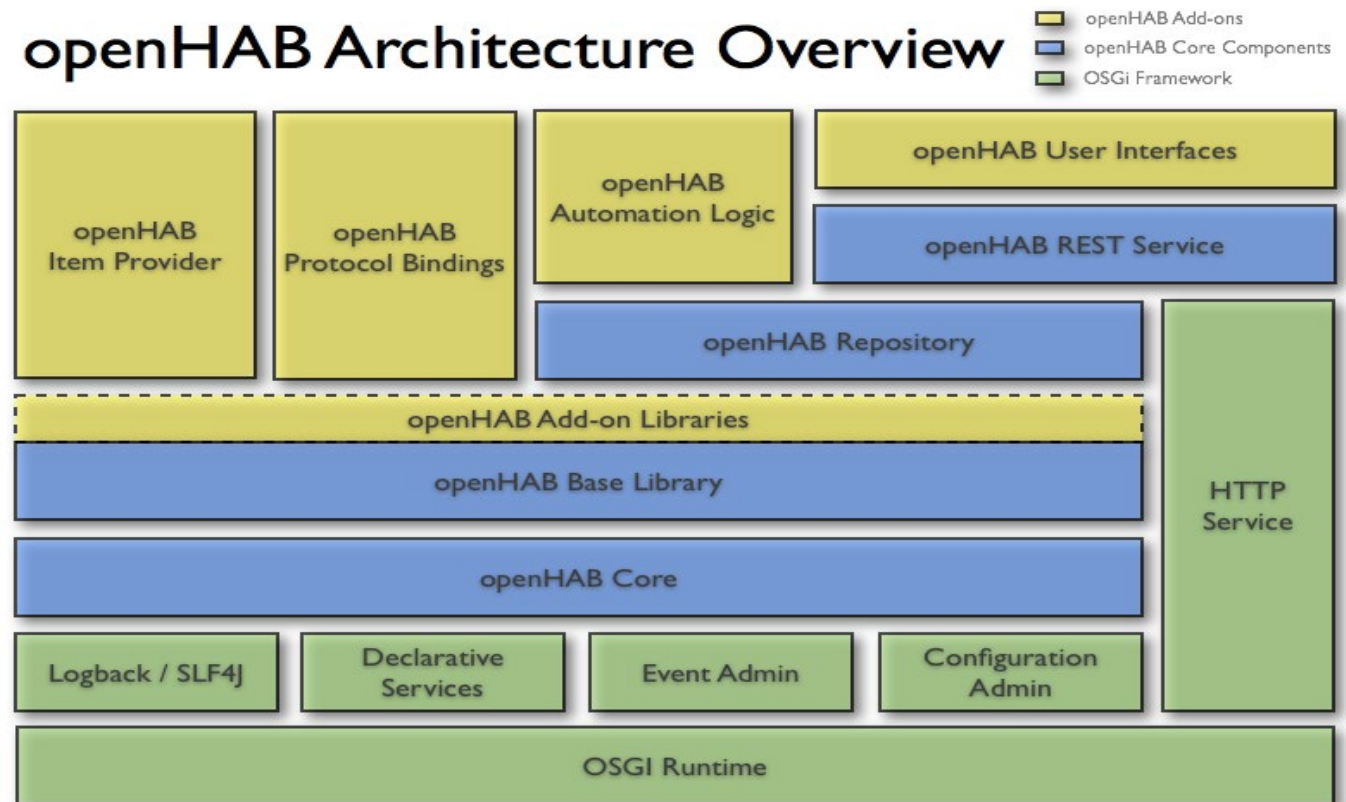 openHAB Architecture Overview
openHAB Add-ons
openHAB Core Components
OSGi Framework
openHAB
Item Provider
openHAB
Protocol Bindings
openHAB
Automation Logic
openHAB User Interfaces
openHAB REST Service
openHAB Repository
openHAB Add-on Libraries
openHAB Base Library
HTTP
Service
openHAB Core
Logback / SLF4J
Declarative
Services
Event Admin
Configuration
Admin
OSGI Runtime